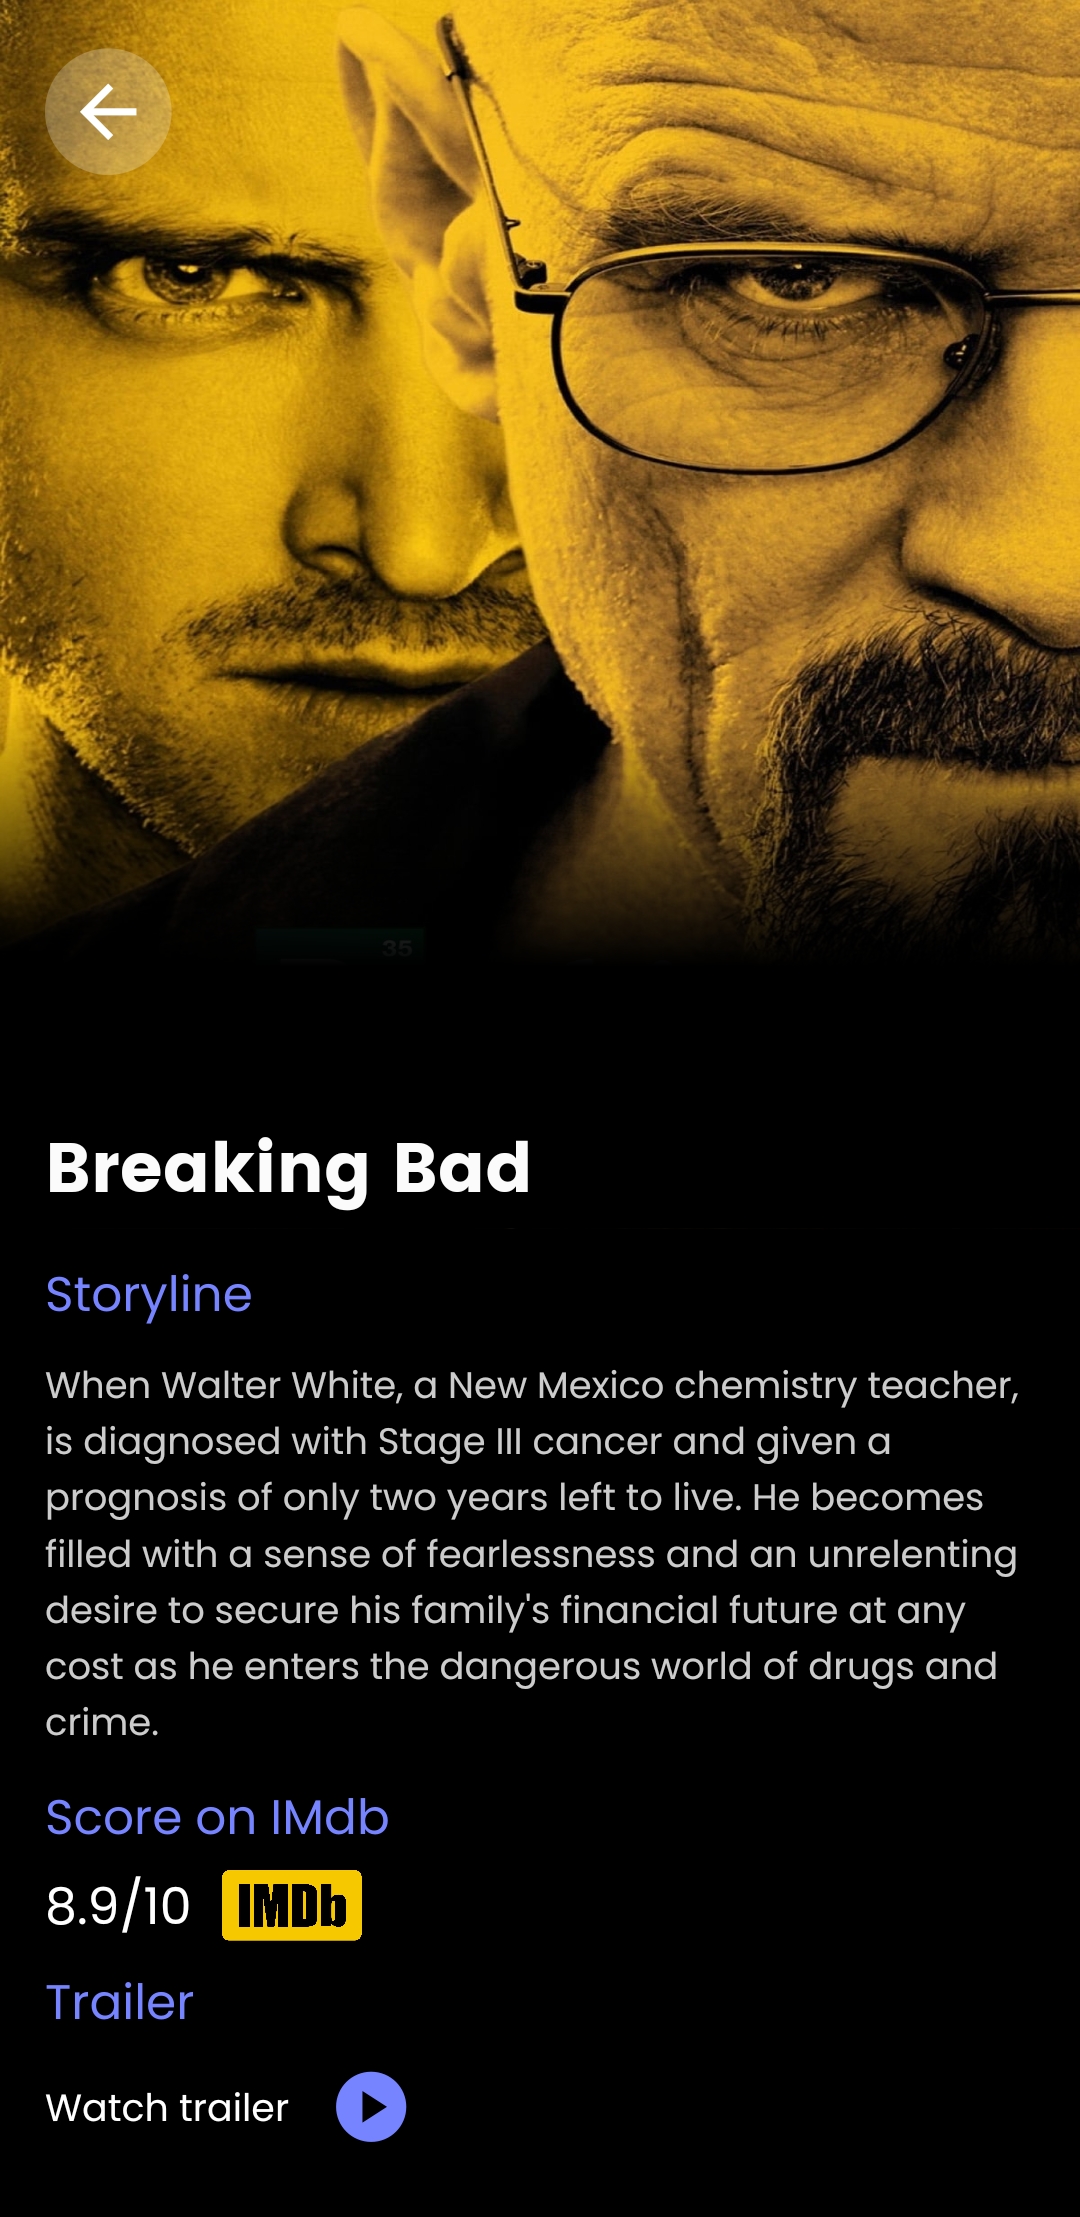 35
Breaking Bad
Storyline
When Walter White, a New Mexico chemistry teacher,
is diagnosed with Stage III cancer and given a
prognosis of only two years left to live. He becomes
filled with a sense of fearlessness and an unrelenting
desire to secure his family's financial future at any
cost as he enters the dangerous world of drugs and
crime.
Score on IMdb
8.9/10 IMDb
Trailer
Watch trailer